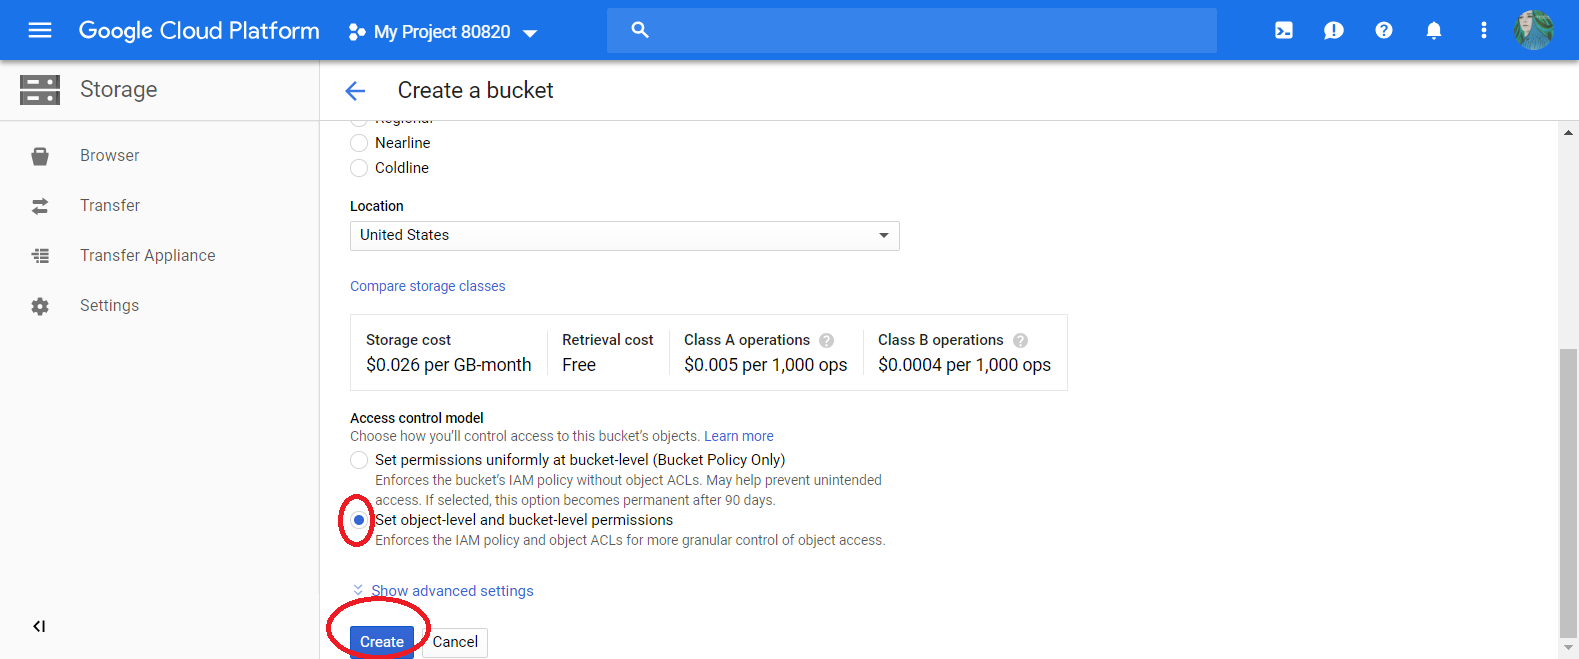 Google Cloud Platform
My Project 80820
Storage
Create a bucket
Browser
Transfer
Transfer Appliance
Settings
Regional
Nearline
Coldline
Location
United States
Compare storage classes
Storage cost
$0.026 per GB-month
Retrieval cost
Free
Class A operations
$0.005 per 1,000 ops
Class B operations
$0.0004 per 1,000 ops
Access control model
Choose how you'll control access to this bucket's objects. Learn more
Set permissions uniformly at bucket-level (Bucket Policy Only)
Enforces the bucket's IAM policy without object ACLs. May help prevent unintended
access. If selected, this option becomes permanent after 90 days.
Set object-level and bucket-level permissions
Enforces the IAM policy and object ACLs for more granular control of object access.
Show advanced settings
Create
Cancel